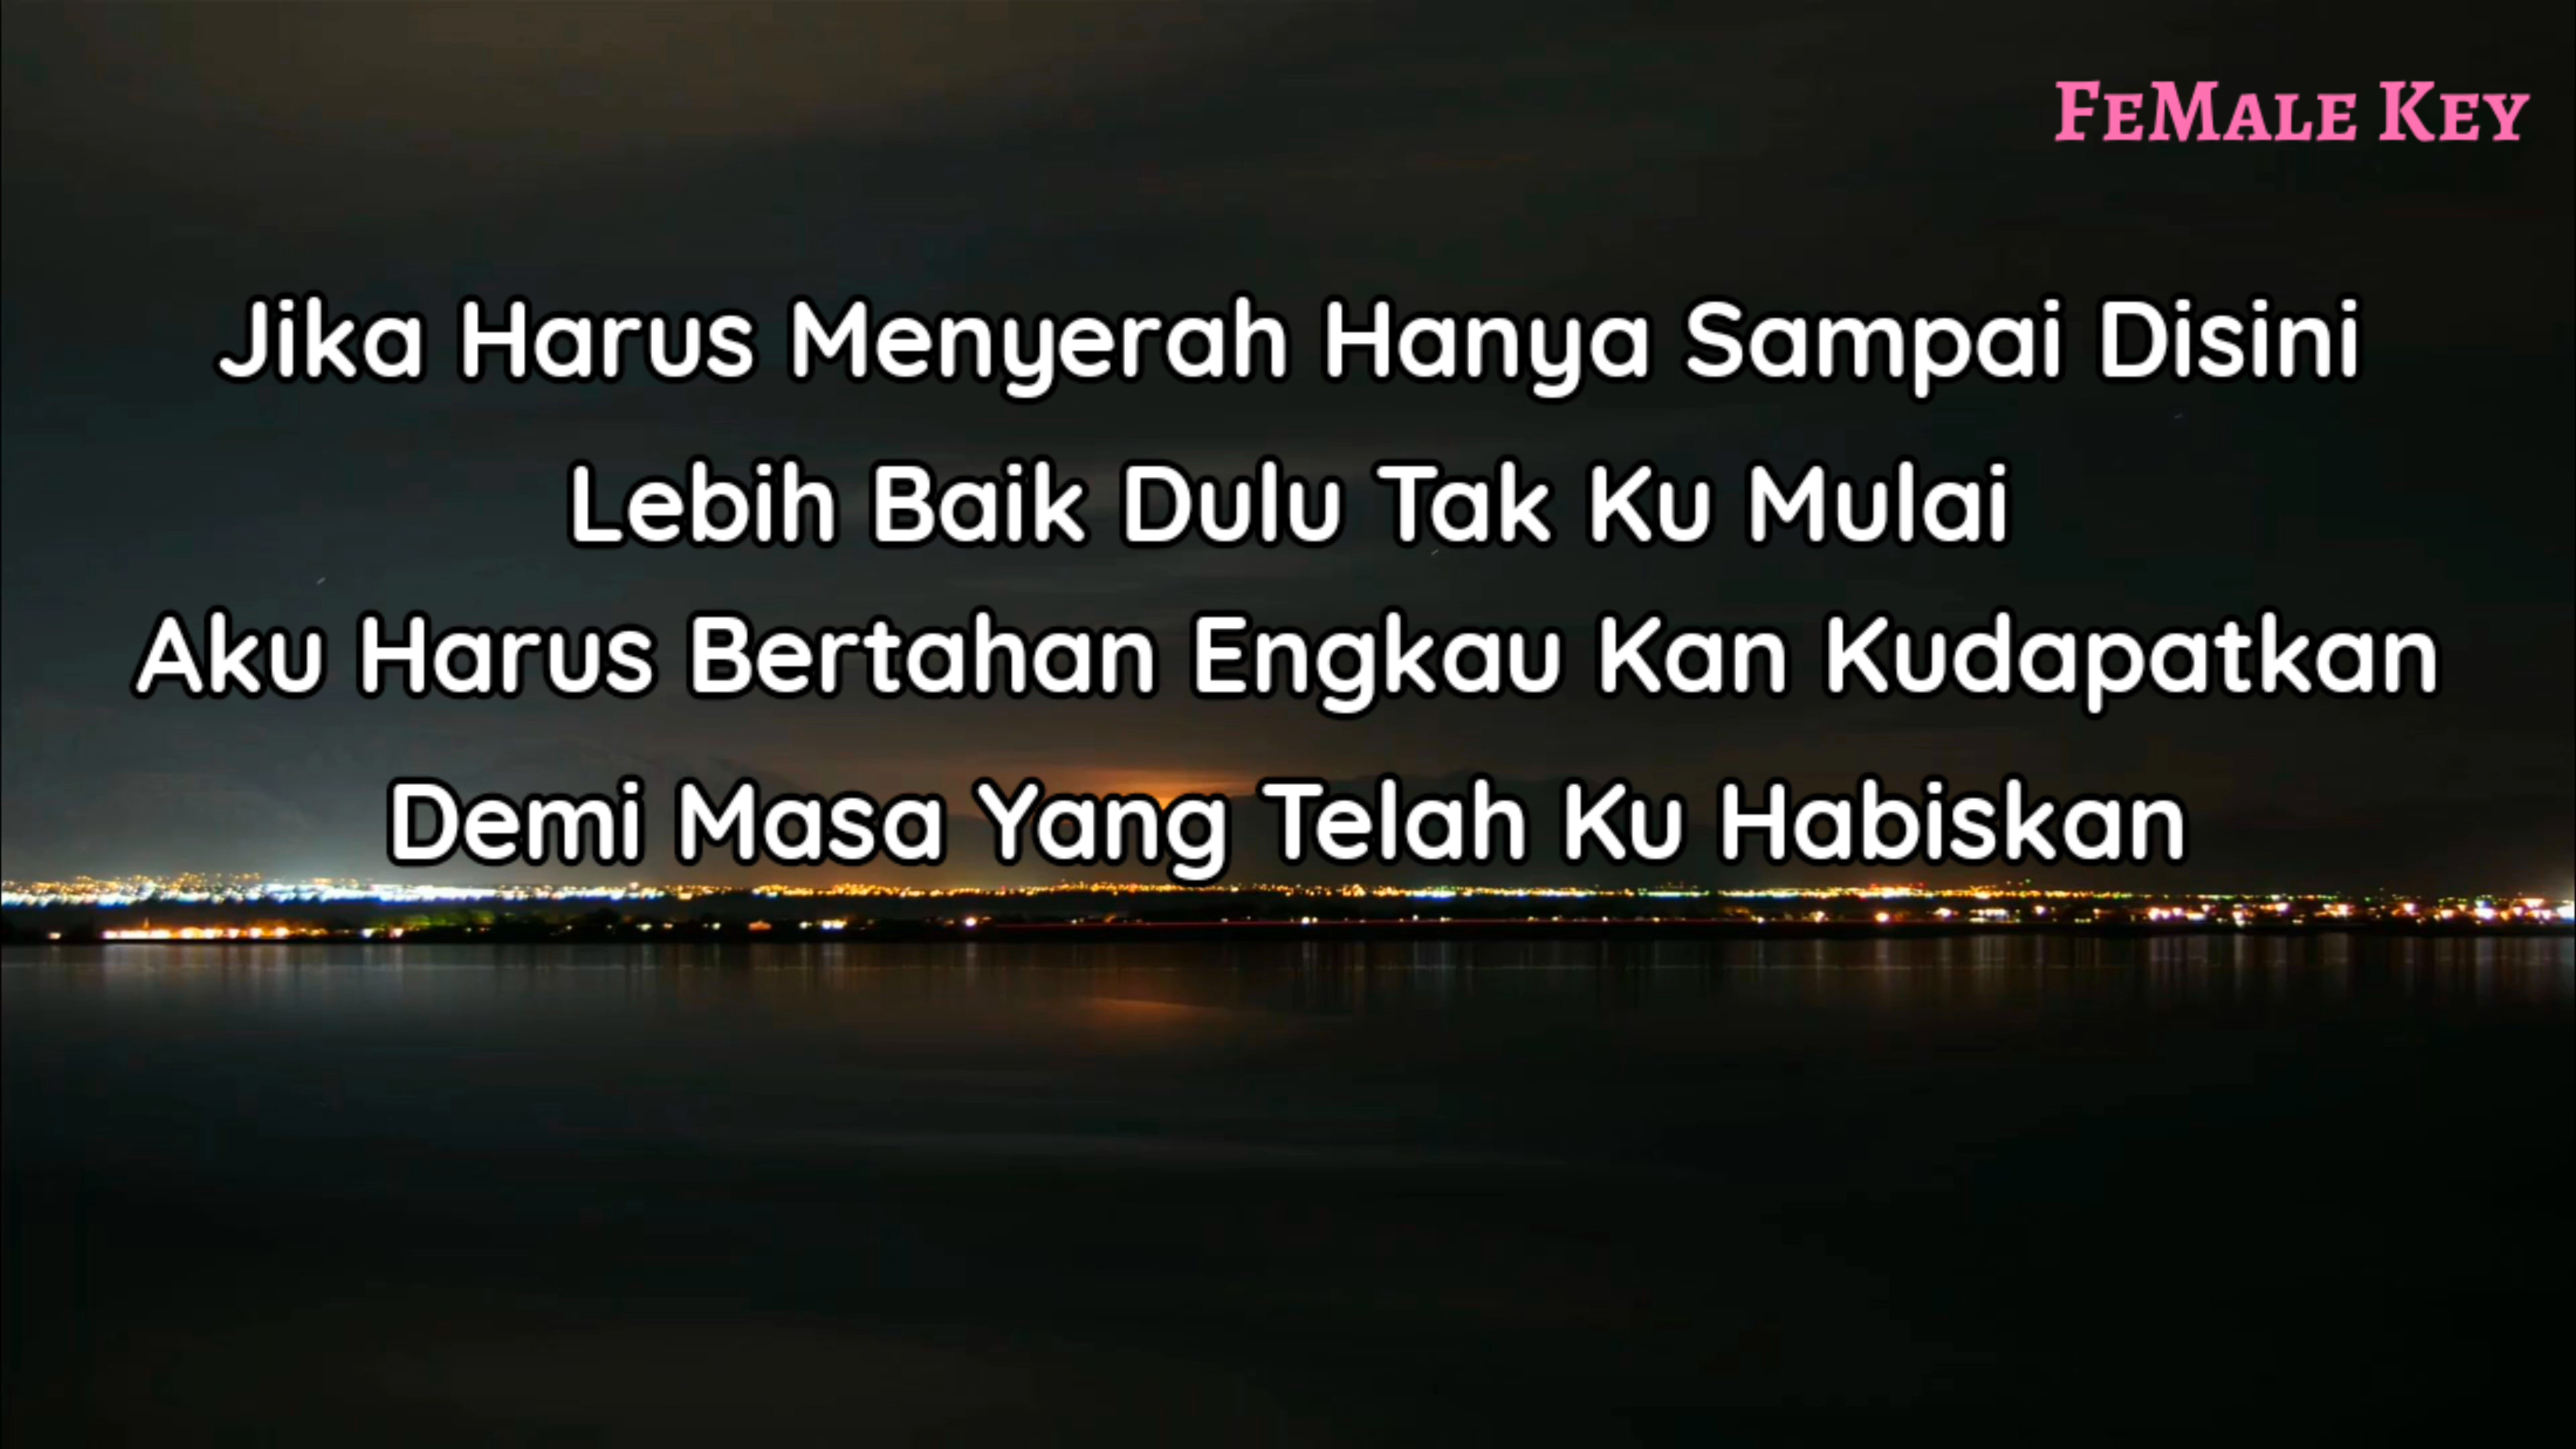 FeMale Key
Jika Harus Menyerah Hanya Sampai Disini
Lebih Baik Dulu Tak Ku Mulai
Aku Harus Bertahan Engkau Kan Kudapatkan
Demi Masa Yang Telah Ku Habiskan